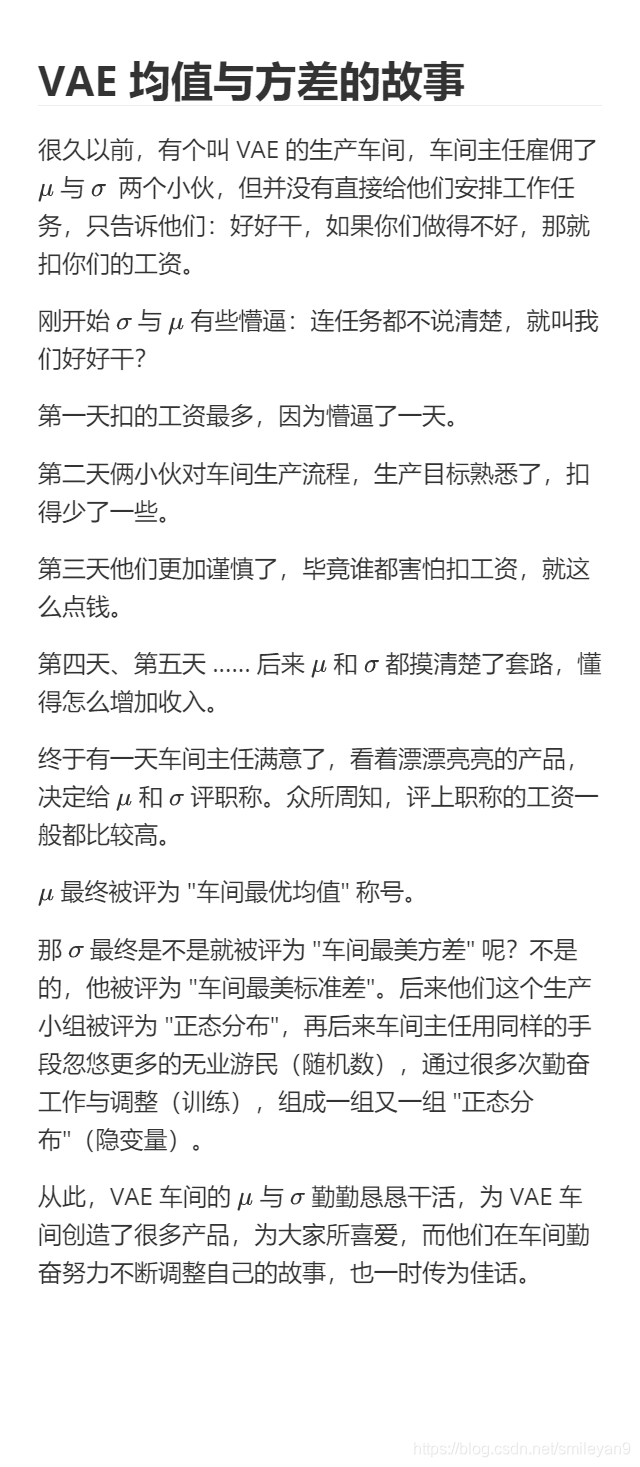 VAE 均值与方差的故事
很久以前，有个叫 VAE 的生产车间，车间主任雇佣了
μ 与 σ 两个小伙，但并没有直接给他们安排工作任
务，只告诉他们：好好干，如果你们做得不好，那就
扣你们的工资。
刚开始 σ 与 μ 有些懵逼：连任务都不说清楚，就叫我
们好好干？
第一天扣的工资最多，因为懵逼了一天。
第二天俩小伙对车间生产流程，生产目标熟悉了，扣
得少了一些。
第三天他们更加谨慎了，毕竟谁都害怕扣工资，就这
么点钱。
第四天、第五天 ...... 后来 μ 和 σ 都摸清楚了套路，懂
得怎么增加收入。
终于有一天车间主任满意了，看着漂漂亮亮的产品，
决定给 μ 和 σ 评职称。众所周知，评上职称的工资一
般都比较高。
μ 最终被评为 "车间最优均值" 称号。
那 σ 最终是不是就被评为 "车间最美方差" 呢？不是
的，他被评为 "车间最美标准差"。后来他们这个生产
小组被评为 "正态分布"，再后来车间主任用同样的手
段忽悠更多的无业游民（随机数），通过很多次勤奋
工作与调整（训练），组成一组又一组 "正态分
布"（隐变量）。
从此，VAE 车间的 μ 与 σ 勤勤恳恳干活，为 VAE 车
间创造了很多产品，为大家所喜爱，而他们在车间勤
奋努力不断调整自己的故事，也一时传为佳话。
https://blog.csdn.net/smileyan9